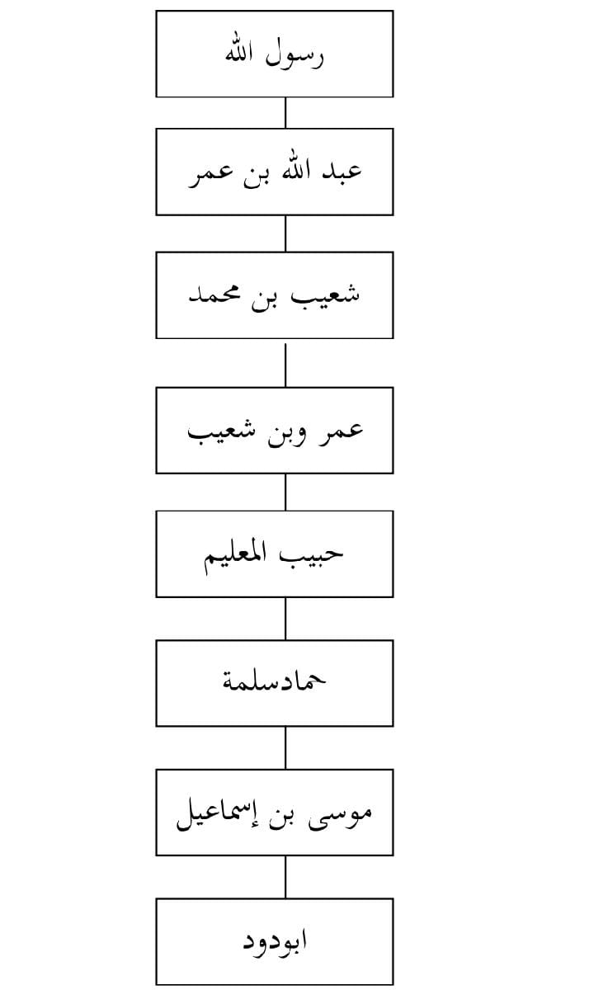 رسول الله
عبد الله بن عمر
شعيب بن محمد
عمر وبن شعيب
حبيب المعليم
حمادسلمة
موسى بن إسماعيل
ابودود